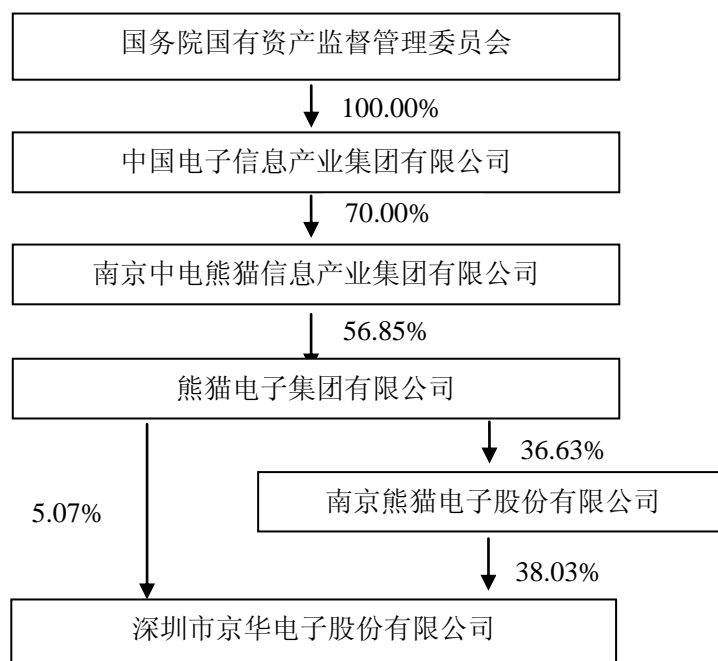 国务院国有资产监督管理委员会
100.00%
中国电子信息产业集团有限公司
70.00%
南京中电熊猫信息产业集团有限公司
56.85%
熊猫电子集团有限公司
36.63%
5.07%
南京熊猫电子股份有限公司
38.03%
深圳市京华电子股份有限公司